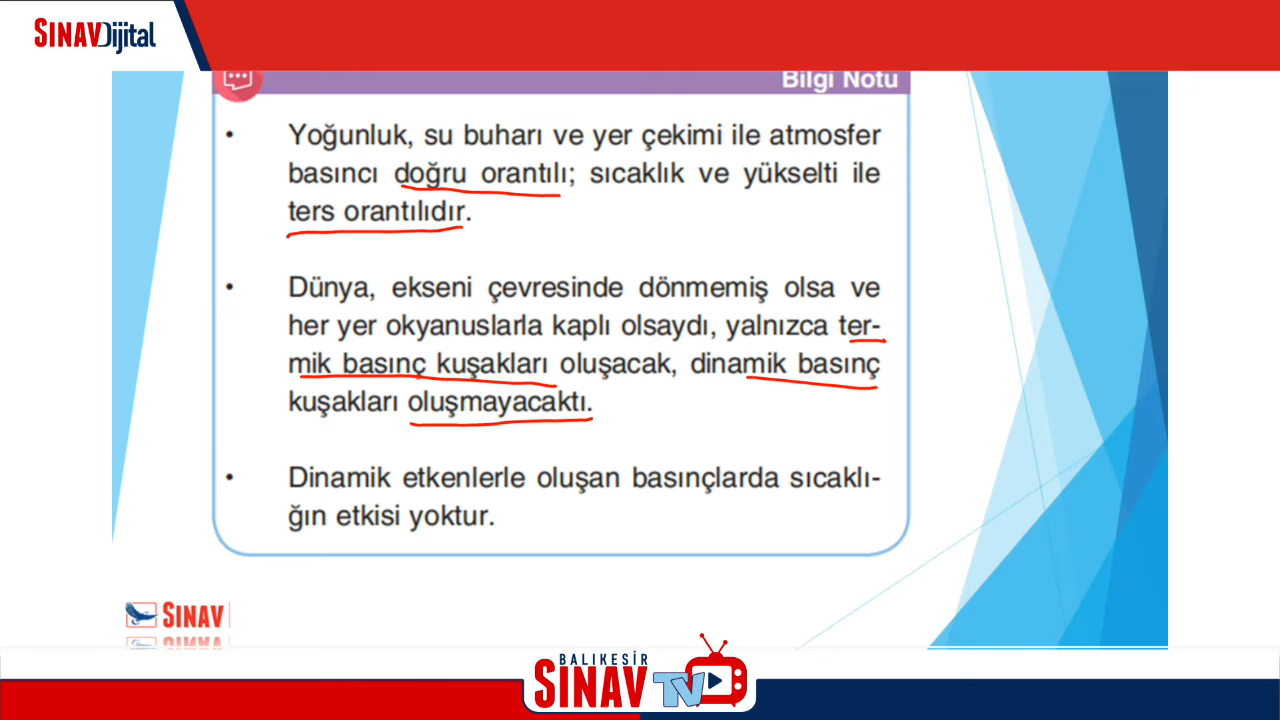 SINAVDijital
Bilgi Notu
• Yoğunluk, su buharı ve yer çekimi ile atmosfer
basıncı doğru orantılı; sıcaklık ve yükselti ile
ters orantılıdır.
• Dünya, ekseni çevresinde dönmemiş olsa ve
her yer okyanuslarla kaplı olsaydı, yalnızca ter-
mik basınç kuşakları oluşacak, dinamik basınç
kuşakları oluşmayacaktı.
• Dinamik etkenlerle oluşan basınçlarda sıcaklı-
ğın etkisi yoktur.
SINAV
BALIKESİR
SINAV TV